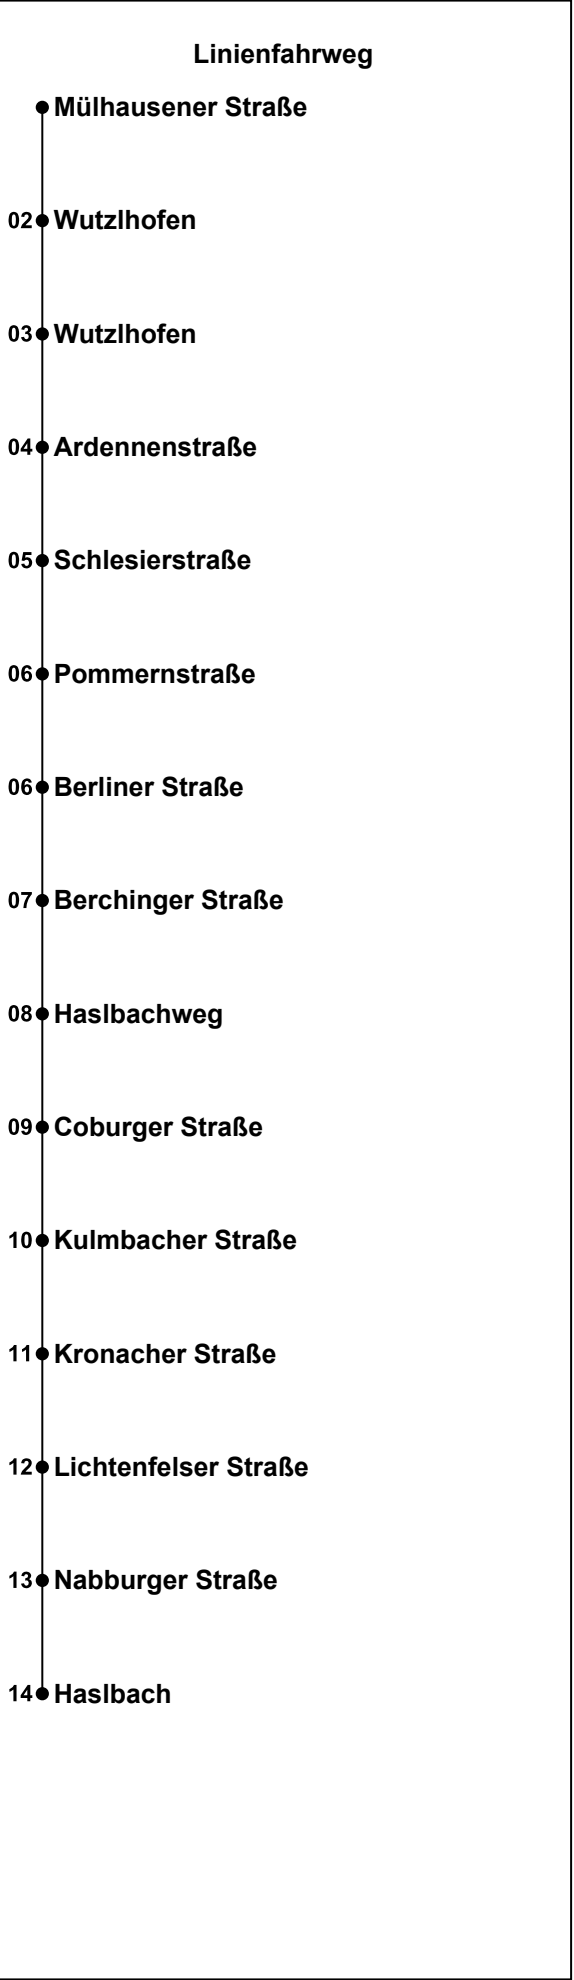 Linienfahrweg
Mülhausener Straße
02 Wutzlhofen
03 Wutzlhofen
04 Ardennenstraße
05 Schlesierstraße
06 Pommernstraße
06 Berliner Straße
07 Berchinger Straße
08 Haslbachweg
09 Coburger Straße
10 Kulmbacher Straße
11 Kronacher Straße
12 Lichtenfelser Straße
13 Nabburger Straße
14 Haslbach